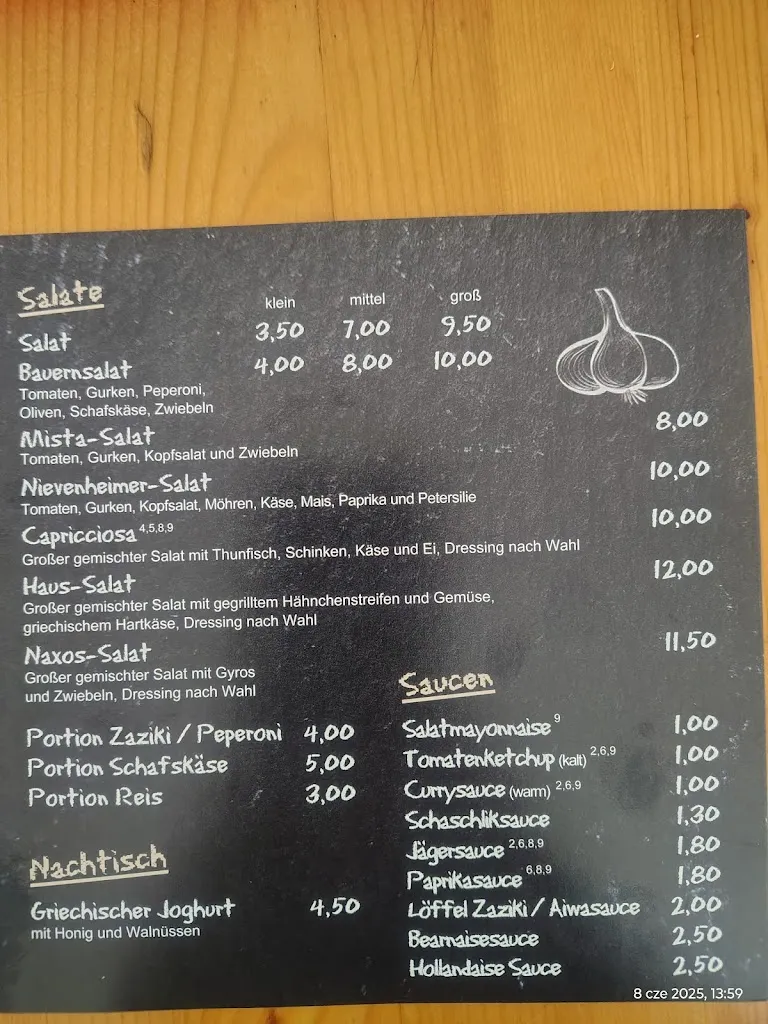 Salate klein mittel groß
Salat 3,50 7,00 9,50
Bauernsalat 4,00 8,00 10,00
Tomaten, Gurken, Peperoni,
Oliven, Schafskäse, Zwiebeln
Mista-Salat 8,00
Tomaten, Gurken, Kopfsalat und Zwiebeln
Nievenheimer-Salat 10,00
Tomaten, Gurken, Kopfsalat, Möhren, Käse, Mais, Paprika und Petersilie
Capricciosa 4,5,8,9 10,00
Großer gemischter Salat mit Thunfisch, Schinken, Käse und Ei, Dressing nach Wahl
Haus-Salat 12,00
Großer gemischter Salat mit gegrilltem Hähnchenstreifen und Gemüse,
griechischem Hartkäse, Dressing nach Wahl
Naxos-Salat 11,50
Großer gemischter Salat mit Gyros
und Zwiebeln, Dressing nach Wahl
Portion Zaziki / Peperoni 4,00
Portion Schafskäse 5,00
Portion Reis 3,00
Nachtisch
Griechischer Joghurt 4,50
mit Honig und Walnüssen
Saucen
Salatmayonnaise 9 1,00
Tomatenketchup (kalt) 2,6,9 1,00
Currysauce (warm) 2,6,9 1,00
Schaschliksauce 1,30
Jägersauce 2,6,8,9 1,80
Paprikasauce 6,8,9 1,80
Löffel Zaziki / Aiwasauce 2,00
Bearnaisesauce 2,50
Hollandaise Sauce 2,50
8 cze 2025, 13:59